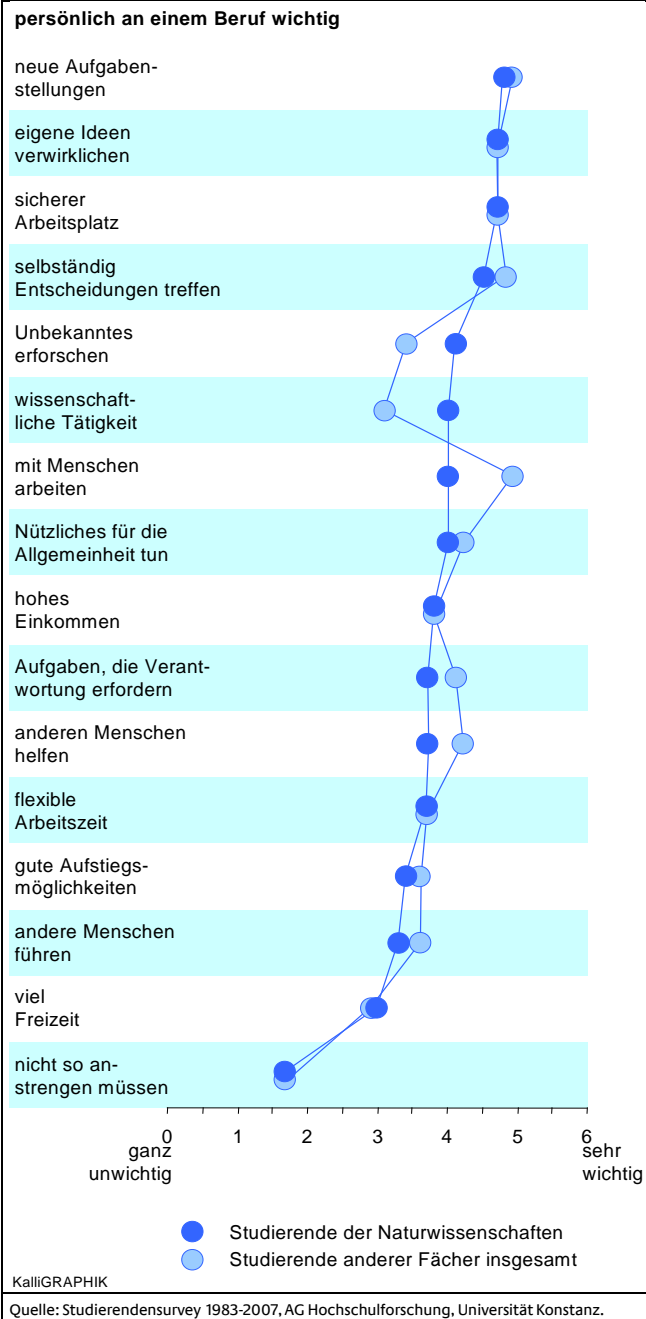 persönlich an einem Beruf wichtig
neue Aufgaben-
stellungen
eigene Ideen
verwirklichen
sicherer
Arbeitsplatz
selbständig
Entscheidungen treffen
Unbekanntes
erforschen
wissenschaft-
liche Tätigkeit
mit Menschen
arbeiten
Nützliches für die
Allgemeinheit tun
hohes
Einkommen
Aufgaben, die Verant-
wortung erfordern
anderen Menschen
helfen
flexible
Arbeitszeit
gute Aufstiegs-
möglichkeiten
andere Menschen
führen
viel
Freizeit
nicht so an-
strengen müssen
0 1 2 3 4 5 6
ganz sehr
unwichtig wichtig
Studierende der Naturwissenschaften
Studierende anderer Fächer insgesamt
KalliGRAPHIK
Quelle: Studierendensurvey 1983-2007, AG Hochschulforschung, Universität Konstanz.